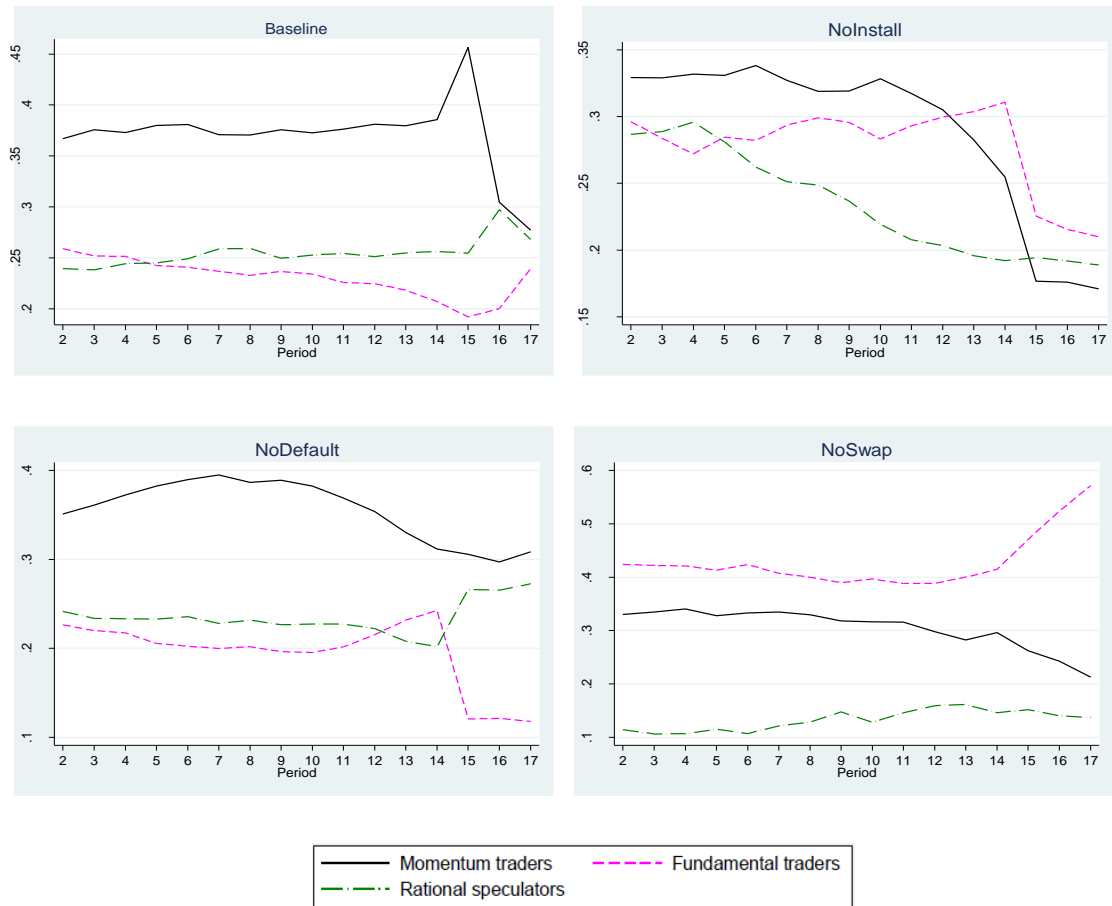 Baseline
.45
.4
.35
.3
.25
.2
2 3 4 5 6 7 8 9 10 11 12 13 14 15 16 17
Period
NoInstall
.35
.3
.25
.2
.15
2 3 4 5 6 7 8 9 10 11 12 13 14 15 16 17
Period
NoDefault
.4
.3
.2
.1
2 3 4 5 6 7 8 9 10 11 12 13 14 15 16 17
Period
NoSwap
.6
.5
.4
.3
.2
.1
2 3 4 5 6 7 8 9 10 11 12 13 14 15 16 17
Period
Momentum traders Fundamental traders
Rational speculators